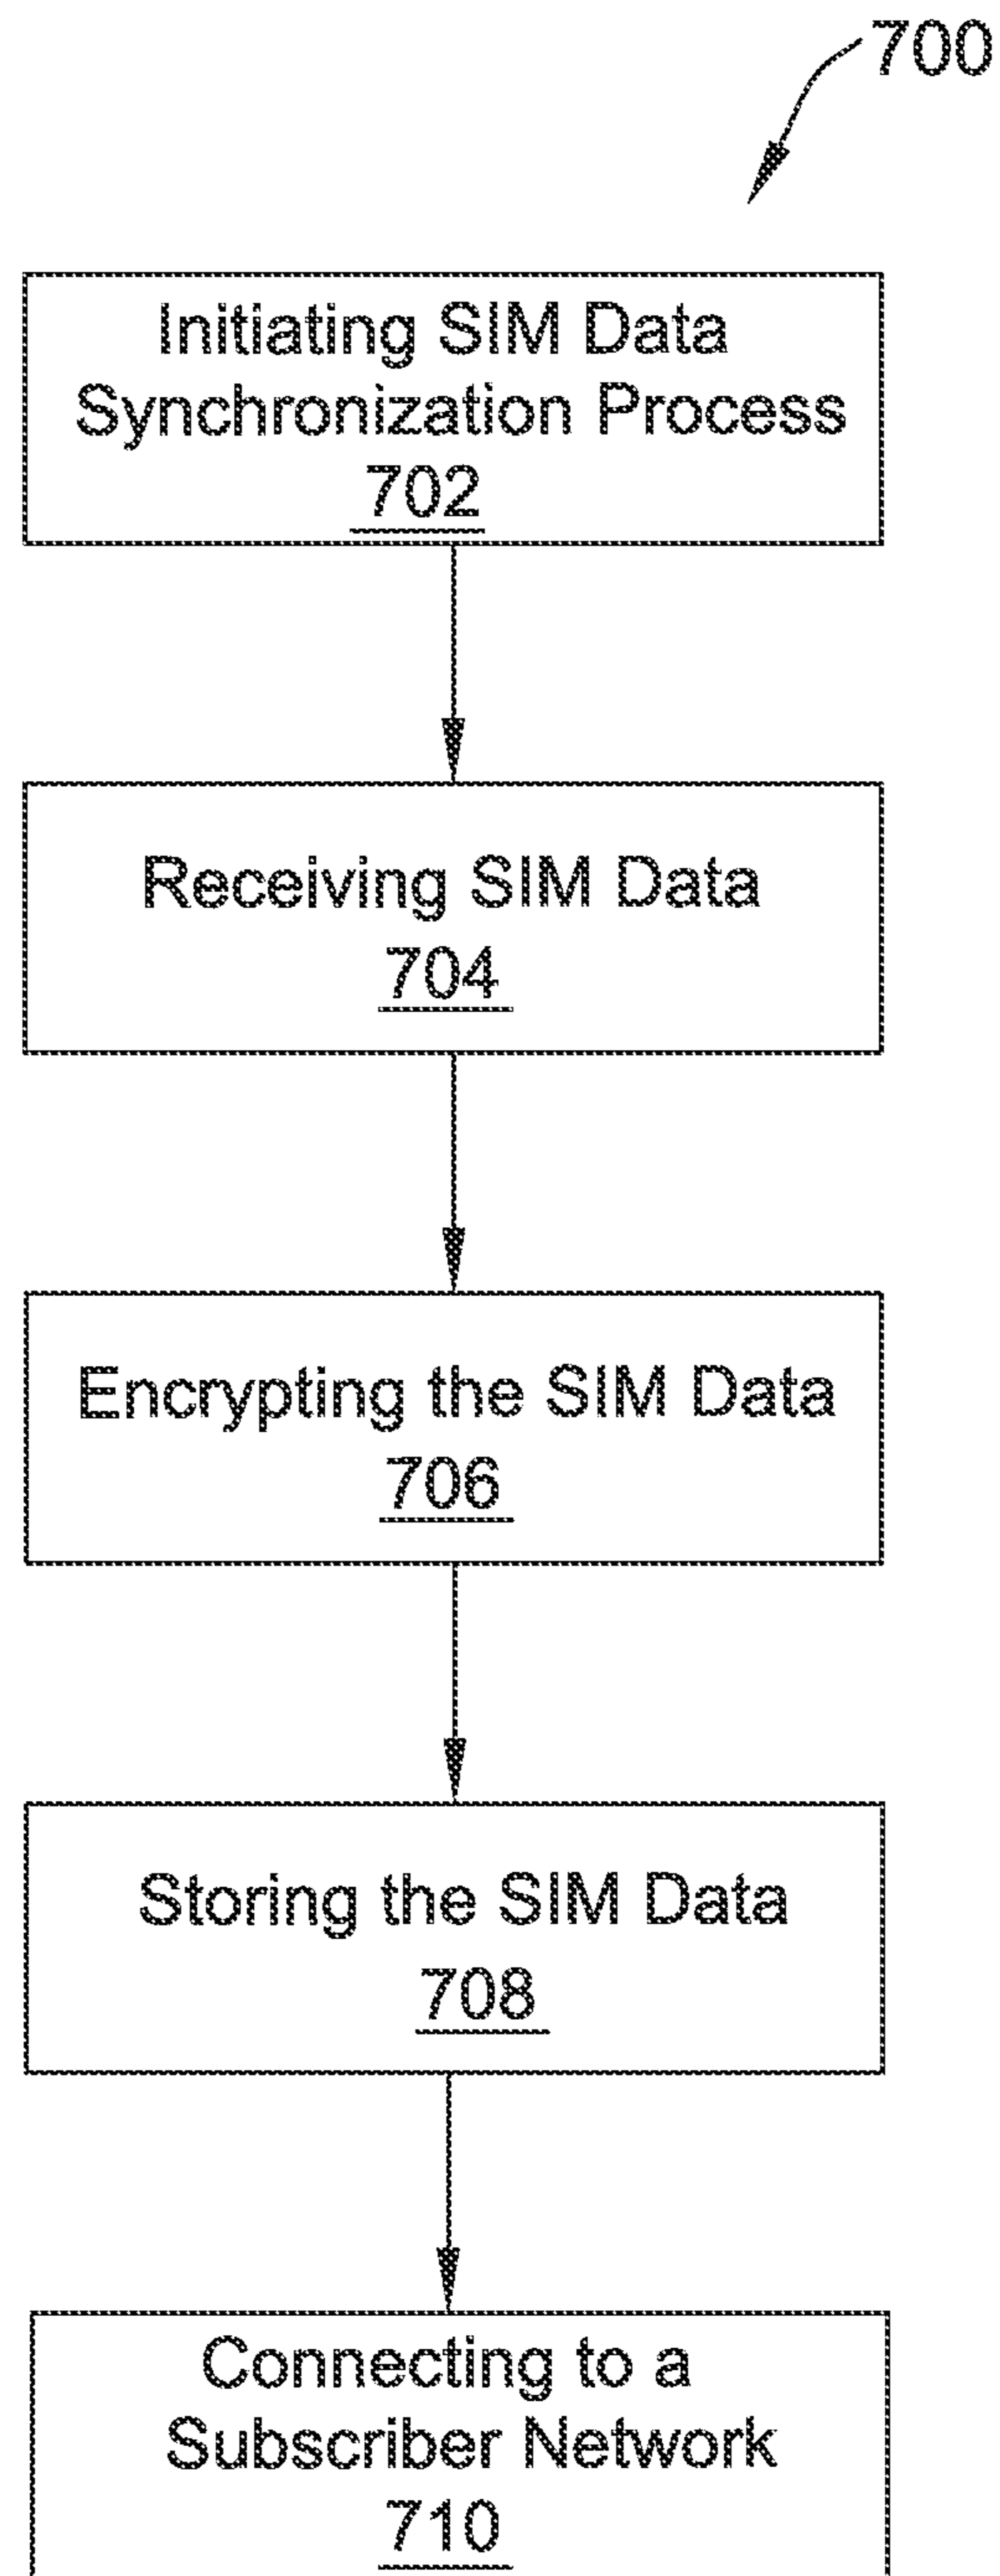 700
Initiating SIM Data
Synchronization Process
702
Receiving SIM Data
704
Encrypting the SIM Data
706
Storing the SIM Data
708
Connecting to a
Subscriber Network
710